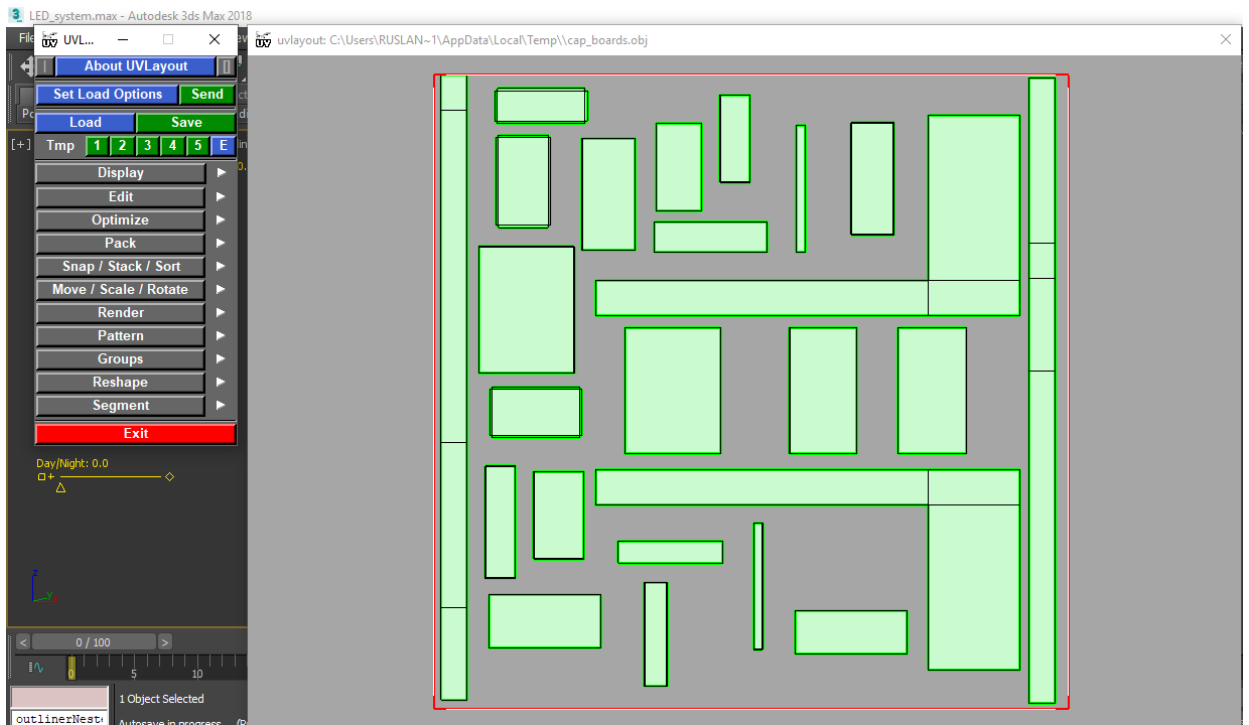 LED_system.max - Autodesk 3ds Max 2018
UVL...
uvlayout: C:\Users\RUSLAN~1\AppData\Local\Temp\\cap_boards.obj
About UVLayout
Set Load Options Send
Load Save
Tmp 1 2 3 4 5 E
[+]
Display
Edit
Optimize
Pack
Snap / Stack / Sort
Move / Scale / Rotate
Render
Pattern
Groups
Reshape
Segment
Exit
Day/Night: 0.0
z
y
< 0 / 100 >
0 5 10
1 Object Selected
outlinerNest
Autosave in progress